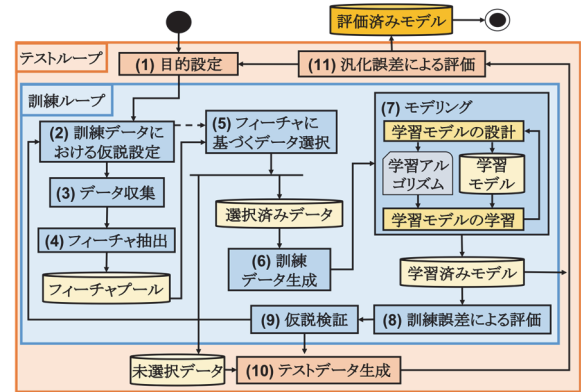 評価済みモデル
テストループ
(1) 目的設定
(11) 汎化誤差による評価
訓練ループ
(2) 訓練データに
おける仮説設定
(5) フィーチャに
基づくデータ選択
(7) モデリング
学習モデルの設計
学習アル
ゴリズム
学習
モデル
学習モデルの学習
(3) データ収集
選択済みデータ
(4) フィーチャ抽出
(6) 訓練
データ生成
フィーチャプール
学習済みモデル
(9) 仮説検証
(8) 訓練誤差による評価
未選択データ
(10) テストデータ生成